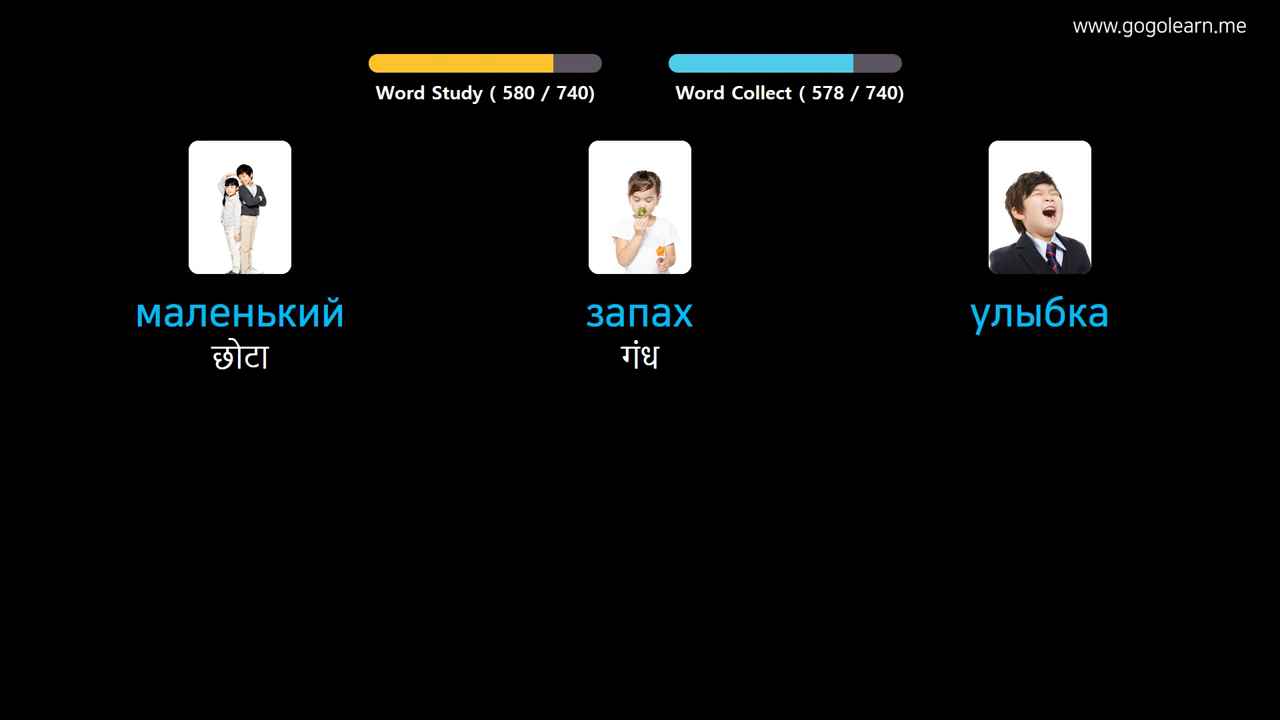 www.gogolearn.me
Word Study ( 580 / 740)
Word Collect ( 578 / 740)
маленький
запах
улыбка
छोटा
गंध